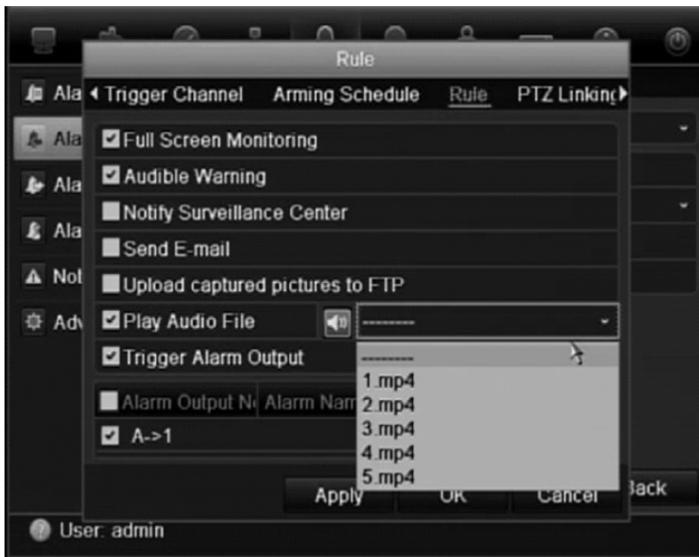 Rule
Trigger Channel Arming Schedule Rule PTZ Linking
Ala
Full Screen Monitoring
Ala
Audible Warning
Ala
Notify Surveillance Center
Ala
Send E-mail
Not
Upload captured pictures to FTP
Adv
Play Audio File --------
Trigger Alarm Output --------
Alarm Output No Alarm Nam
1.mp4
2.mp4
A->1
3.mp4
4.mp4
5.mp4
Apply OK Cancel Back
User: admin